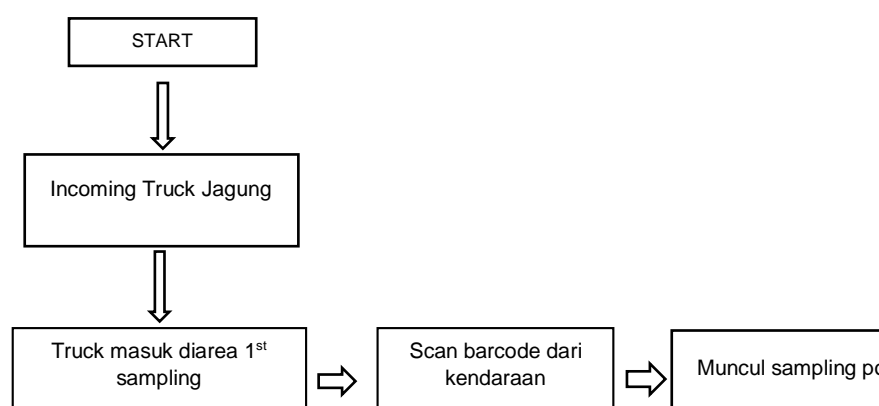 START
Incoming Truck Jagung
Truck masuk diarea 1st
sampling
Scan barcode dari
kendaraan
Muncul sampling